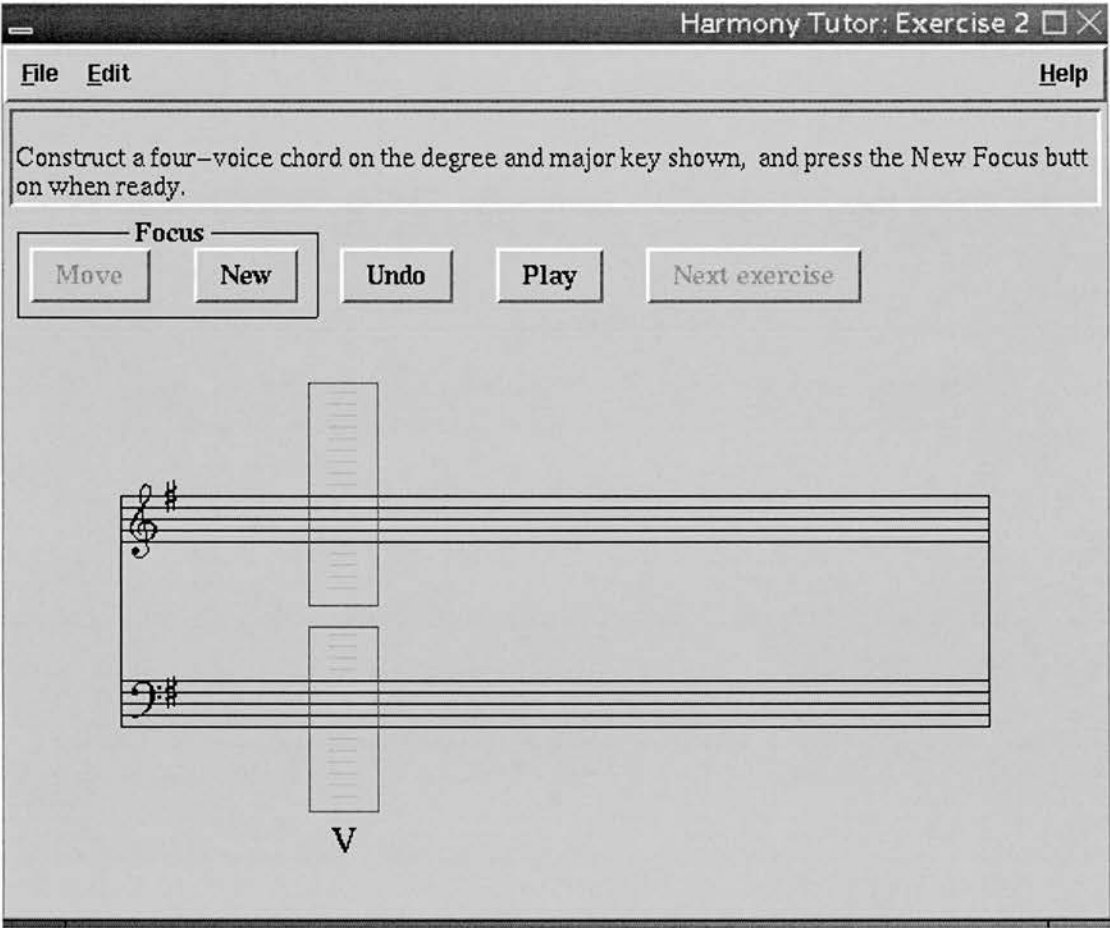 Harmony Tutor: Exercise 2
File Edit Help
Construct a four–voice chord on the degree and major key shown, and press the New Focus butt
on when ready.
Focus
Move New Undo Play Next exercise
V